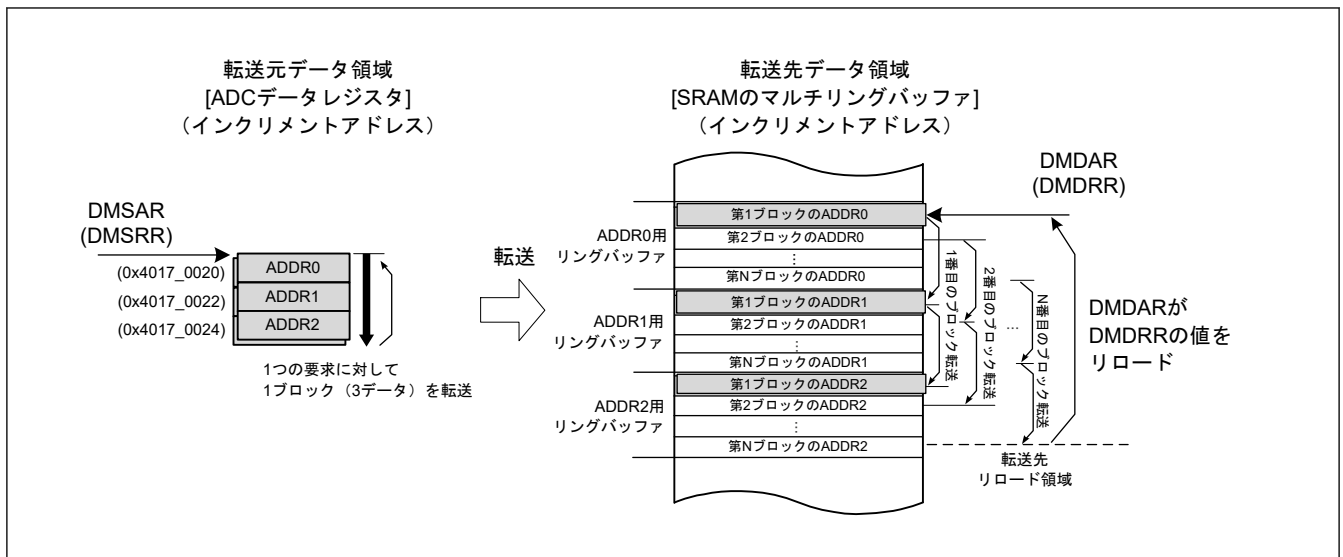 転送元データ領域
[ADCデータレジスタ]
(インクリメントアドレス)
DMSAR
(DMSRR)
(0x4017_0020)
(0x4017_0022)
(0x4017_0024)
ADDR0
ADDR1
ADDR2
1つの要求に対して
1ブロック（3データ）を転送
転送
転送先データ領域
[SRAMのマルチリングバッファ]
（インクリメントアドレス）
ADDR0用
リングバッファ
ADDR1用
リングバッファ
ADDR2用
リングバッファ
第1ブロックのADDR0
第2ブロックのADDR0
⋮
第NブロックのADDR0
第1ブロックのADDR1
第2ブロックのADDR1
⋮
第NブロックのADDR1
第1ブロックのADDR2
第2ブロックのADDR2
⋮
第NブロックのADDR2
1番目のブロック転送
2番目のブロック転送
…
N番目のブロック転送
DMDAR
(DMDRR)
DMDARが
DMDRRの値を
リロード
転送先
リロード領域